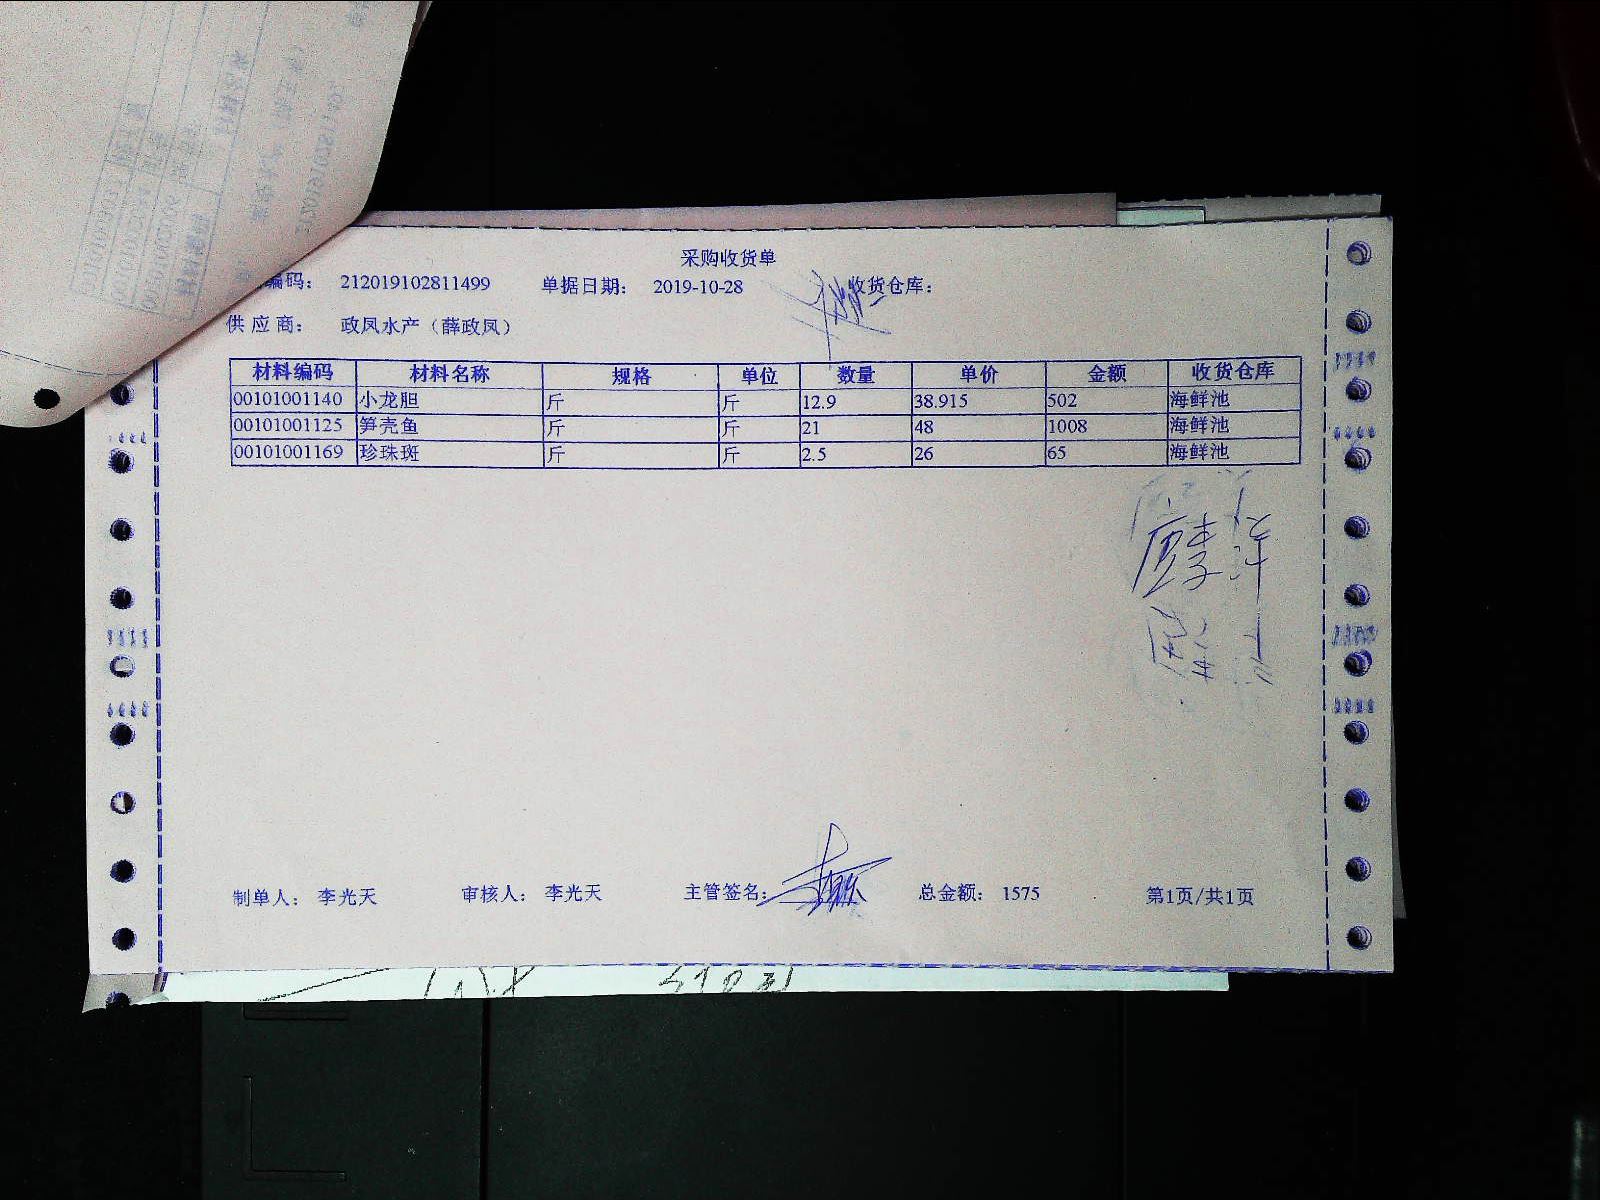 采购收货单
编码： 212019102811499 单据日期： 2019-10-28 收货仓库：
供应商： 政凤水产（薛政凤）
材料编码 材料名称 规格 单位 数量 单价 金额 收货仓库
00101001140 小龙胆 斤 斤 12.9 38.915 502 海鲜池
00101001125 笋壳鱼 斤 斤 21 48 1008 海鲜池
00101001169 珍珠斑 斤 斤 2.5 26 65 海鲜池
制单人： 李光天 审核人： 李光天 主管签名： 总金额： 1575 第1页/共1页